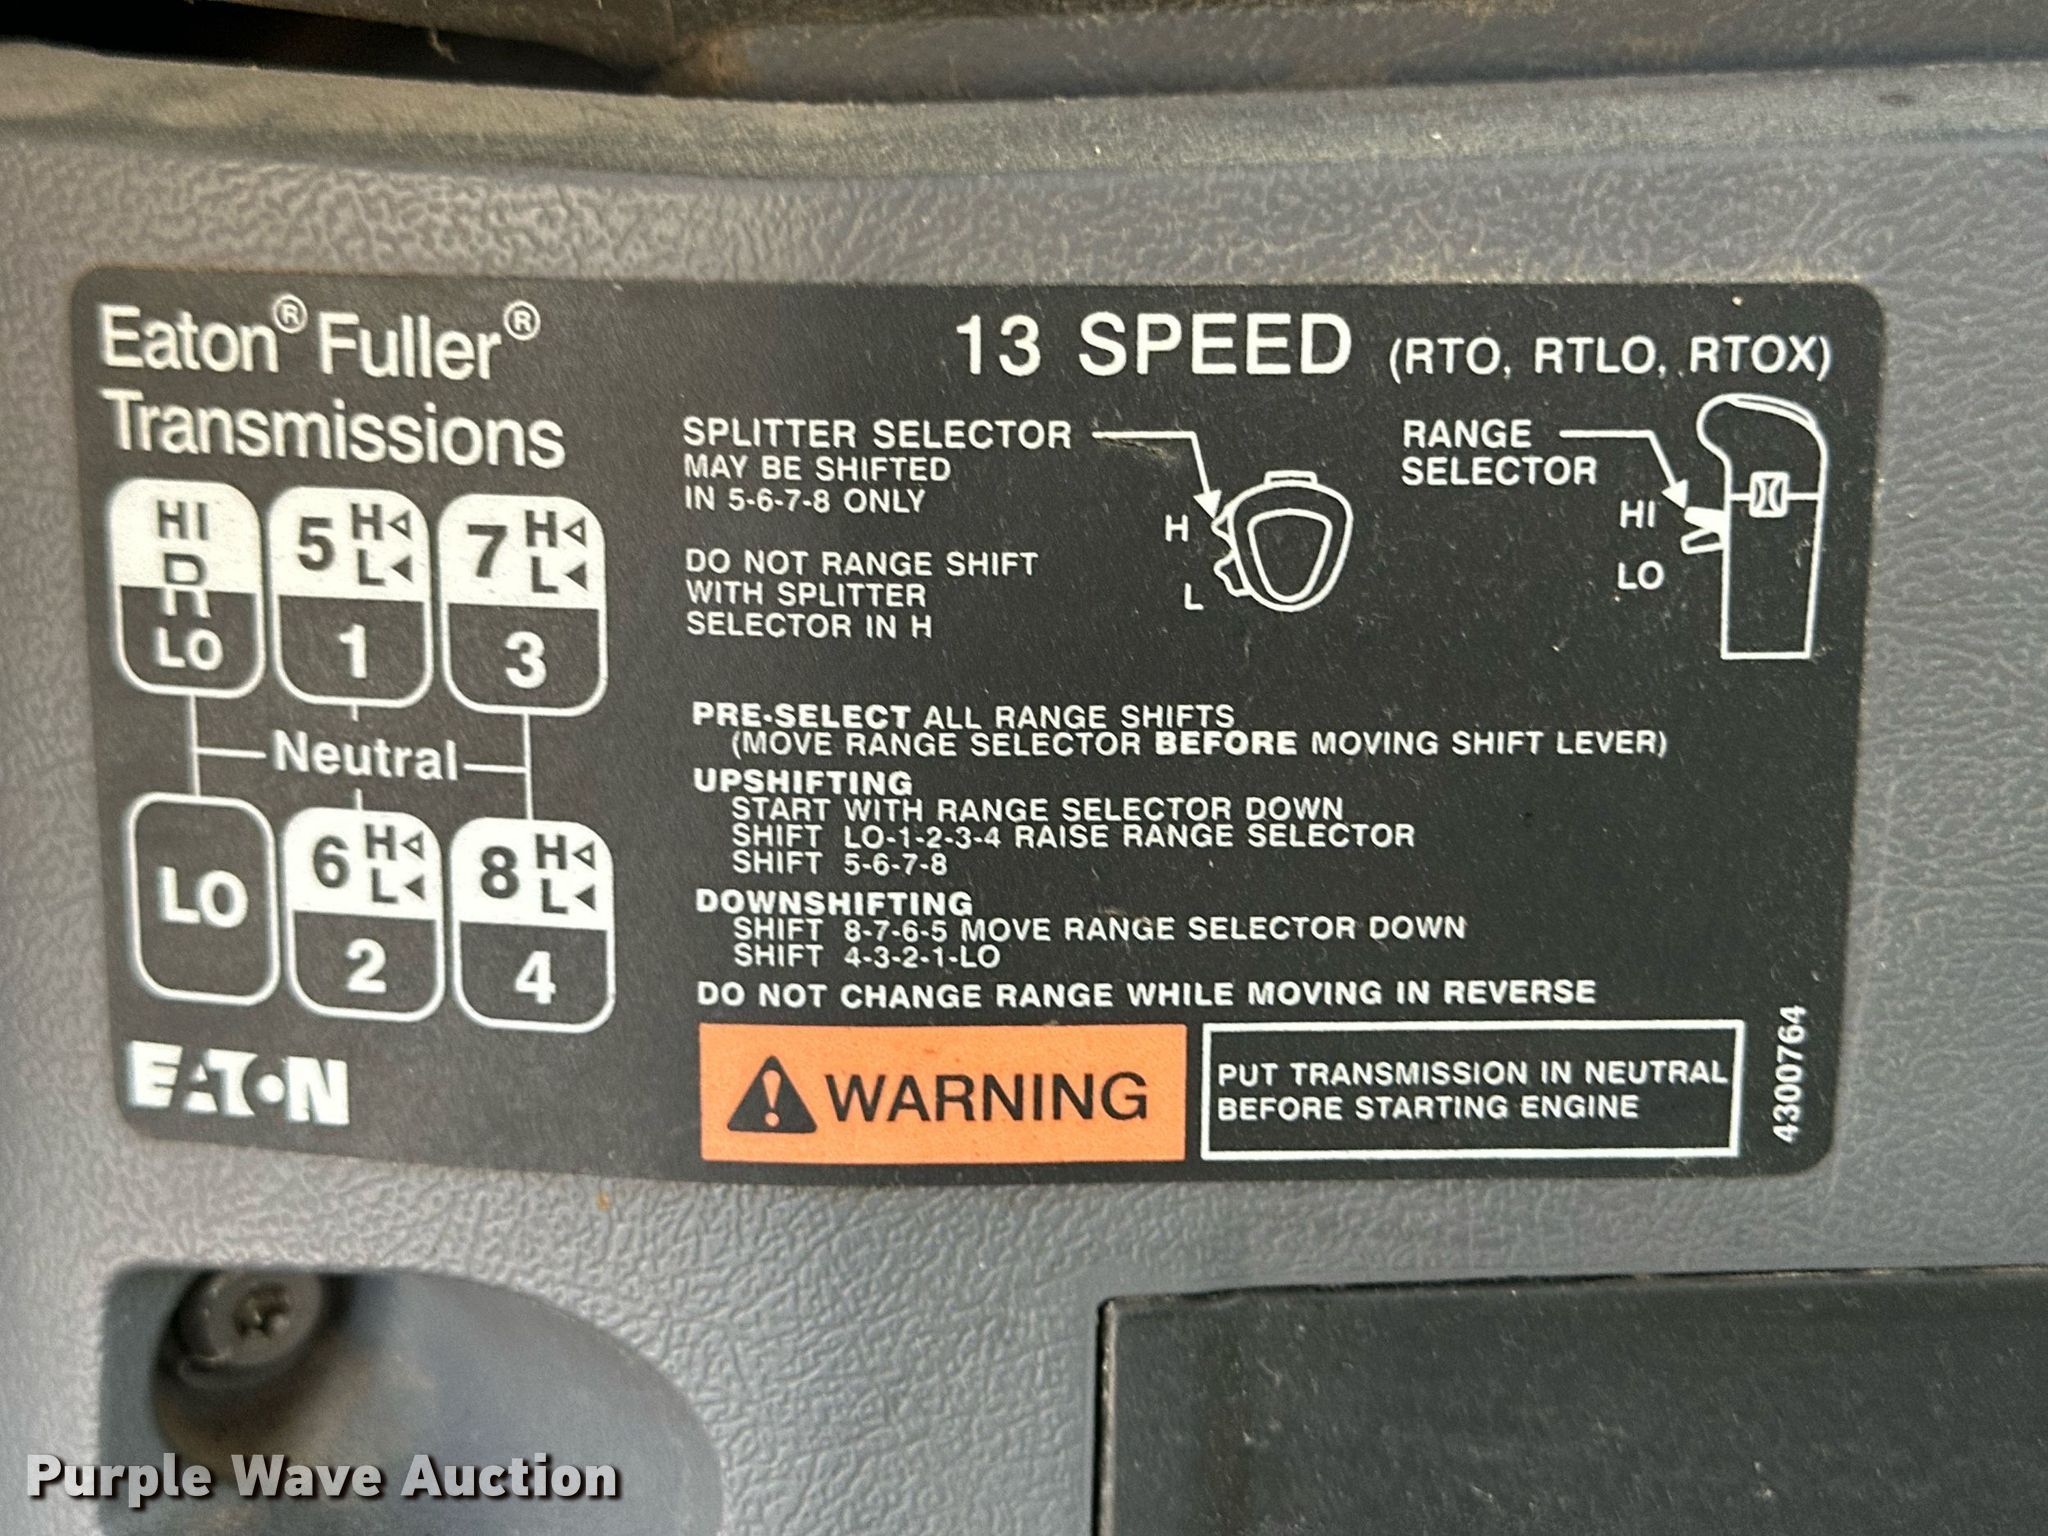 Eaton® Fuller®
Transmissions
13 SPEED (RTO, RTLO, RTOX)
HI
R
LO
5 H L
1
7 H L
3
Neutral
LO
6 H L
2
8 H L
4
EATON
SPLITTER SELECTOR
MAY BE SHIFTED
IN 5-6-7-8 ONLY
DO NOT RANGE SHIFT
WITH SPLITTER
SELECTOR IN H
H
L
RANGE
SELECTOR
HI
LO
PRE-SELECT ALL RANGE SHIFTS
(MOVE RANGE SELECTOR BEFORE MOVING SHIFT LEVER)
UPSHIFTING
START WITH RANGE SELECTOR DOWN
SHIFT LO-1-2-3-4 RAISE RANGE SELECTOR
SHIFT 5-6-7-8
DOWNSHIFTING
SHIFT 8-7-6-5 MOVE RANGE SELECTOR DOWN
SHIFT 4-3-2-1-LO
DO NOT CHANGE RANGE WHILE MOVING IN REVERSE
WARNING
PUT TRANSMISSION IN NEUTRAL
BEFORE STARTING ENGINE
4300764
Purple Wave Auction